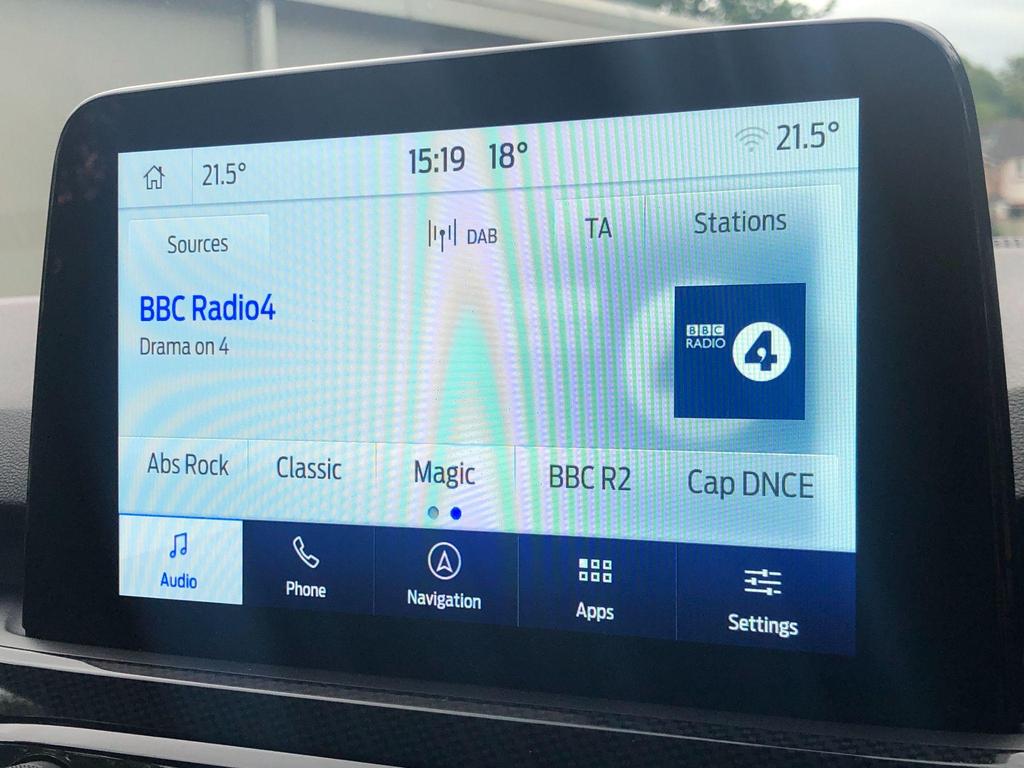 21.5°
15:19 18°
21.5°
Sources
DAB
TA
Stations
BBC Radio4
Drama on 4
BBC
RADIO
4
Abs Rock
Classic
Magic
BBC R2
Cap DNCE
Audio
Phone
Navigation
Apps
Settings